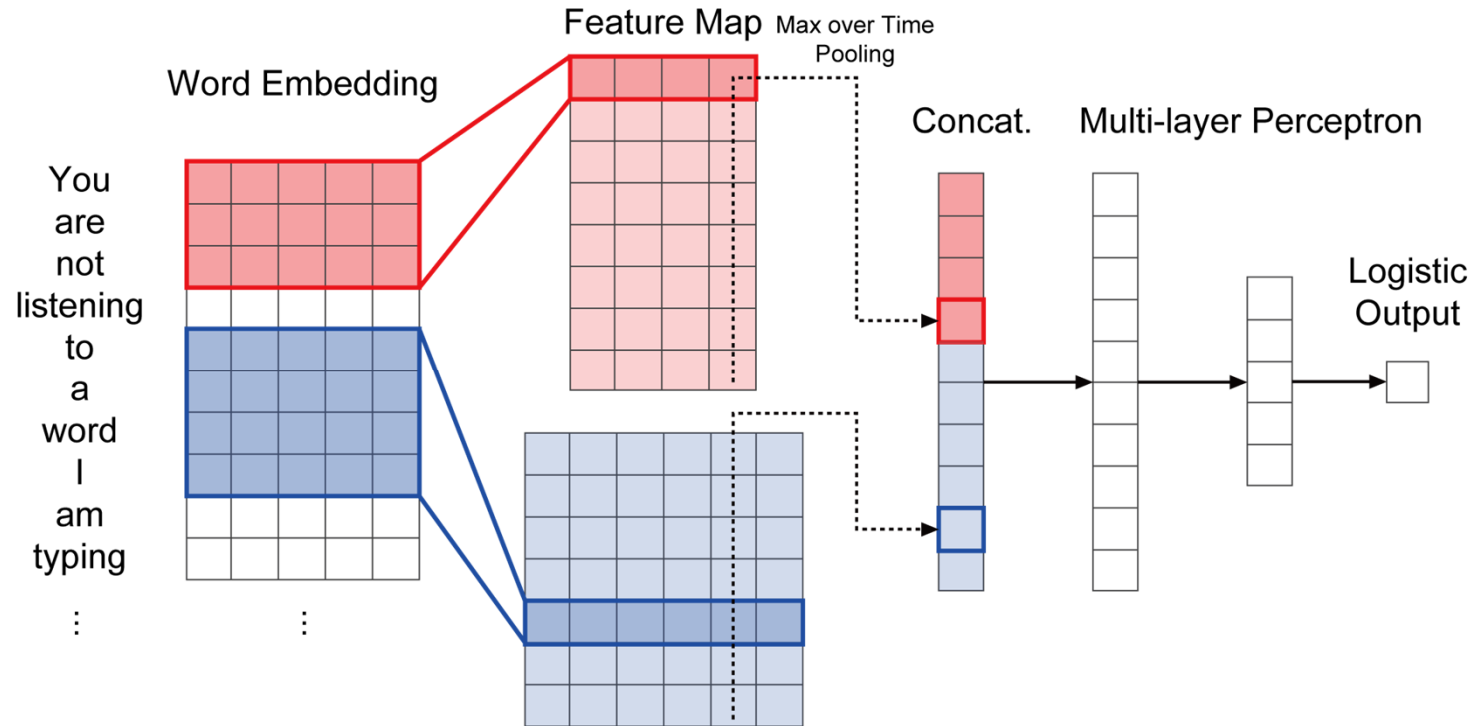 Word Embedding
Feature Map
Max over Time
Pooling
Concat.
Multi-layer Perceptron
Logistic
Output
You
are
not
listening
to
a
word
I
am
typing
⋮
⋮